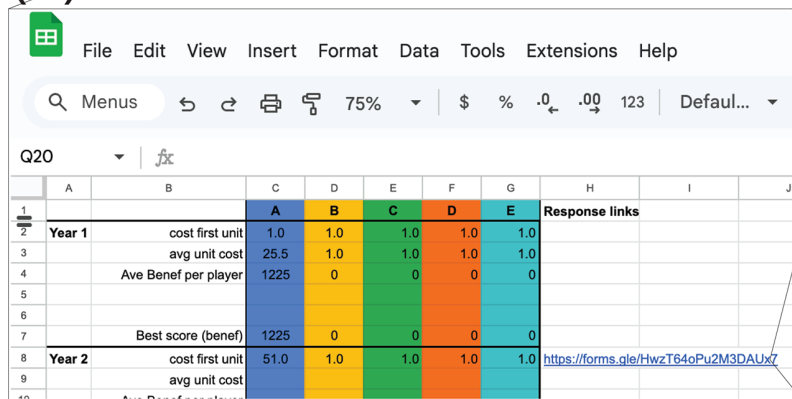 File Edit View Insert Format Data Tools Extensions Help
Menus 75% $ % .0 .00 123 Defaul...
Q20 fx
A B C D E F G H I J
1 A B C D E Response links
2 Year 1 cost first unit 1.0 1.0 1.0 1.0 1.0
3 avg unit cost 25.5 1.0 1.0 1.0 1.0
4 Ave Benef per player 1225 0 0 0 0
5
6
7 Best score (benef) 1225 0 0 0 0
8 Year 2 cost first unit 51.0 1.0 1.0 1.0 1.0 https://forms.gle/HwzT64oPu2M3DAUx7
9 avg unit cost